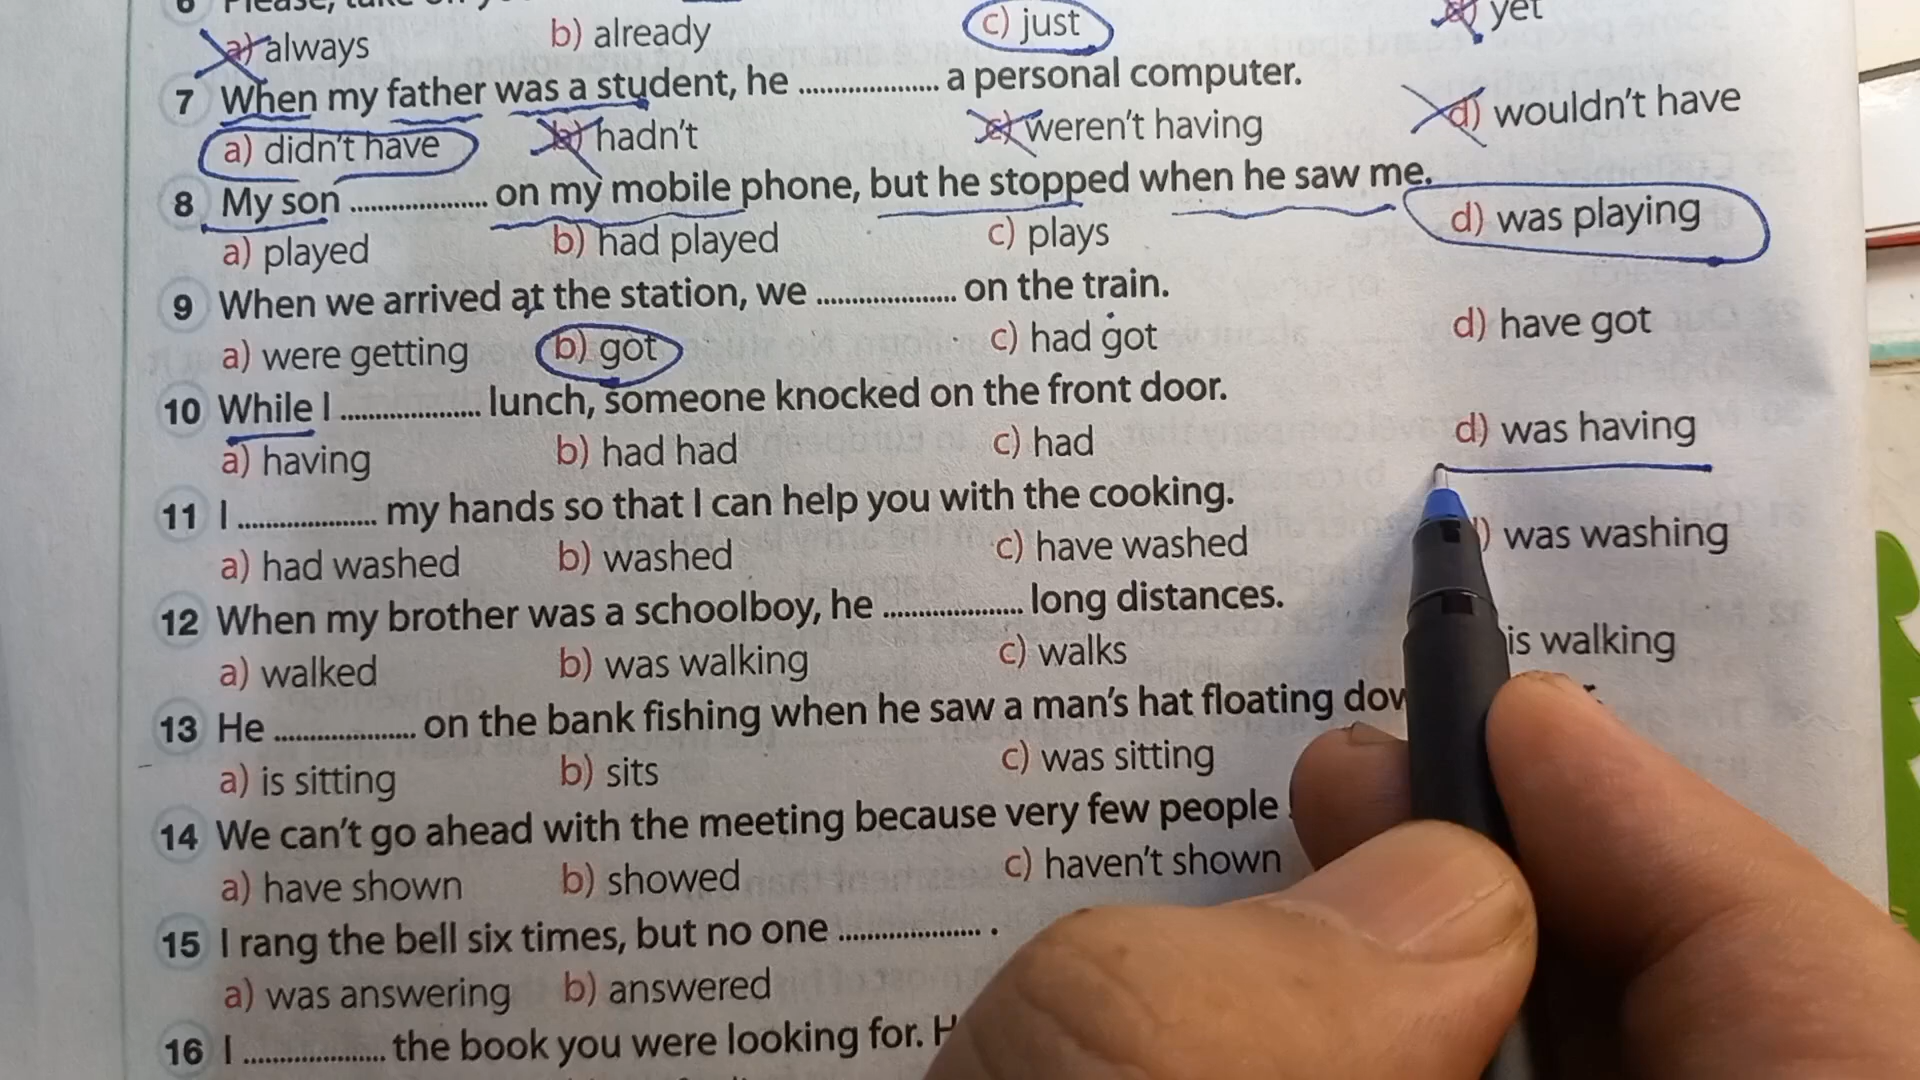 6 Please, take off yo
a) always b) already c) just d) yet
7 When my father was a student, he .................... a personal computer.
a) didn't have b) hadn't c) weren't having d) wouldn't have
8 My son .................... on my mobile phone, but he stopped when he saw me.
a) played b) had played c) plays d) was playing
9 When we arrived at the station, we .................... on the train.
a) were getting b) got c) had got d) have got
10 While I .................... lunch, someone knocked on the front door.
a) having b) had had c) had d) was having
11 I .................... my hands so that I can help you with the cooking.
a) had washed b) washed c) have washed d) was washing
12 When my brother was a schoolboy, he .................... long distances.
a) walked b) was walking c) walks is walking
13 He .................... on the bank fishing when he saw a man's hat floating dow
a) is sitting b) sits c) was sitting
14 We can't go ahead with the meeting because very few people
a) have shown b) showed c) haven't shown
15 I rang the bell six times, but no one .................... .
a) was answering b) answered
16 I .................... the book you were looking for. H